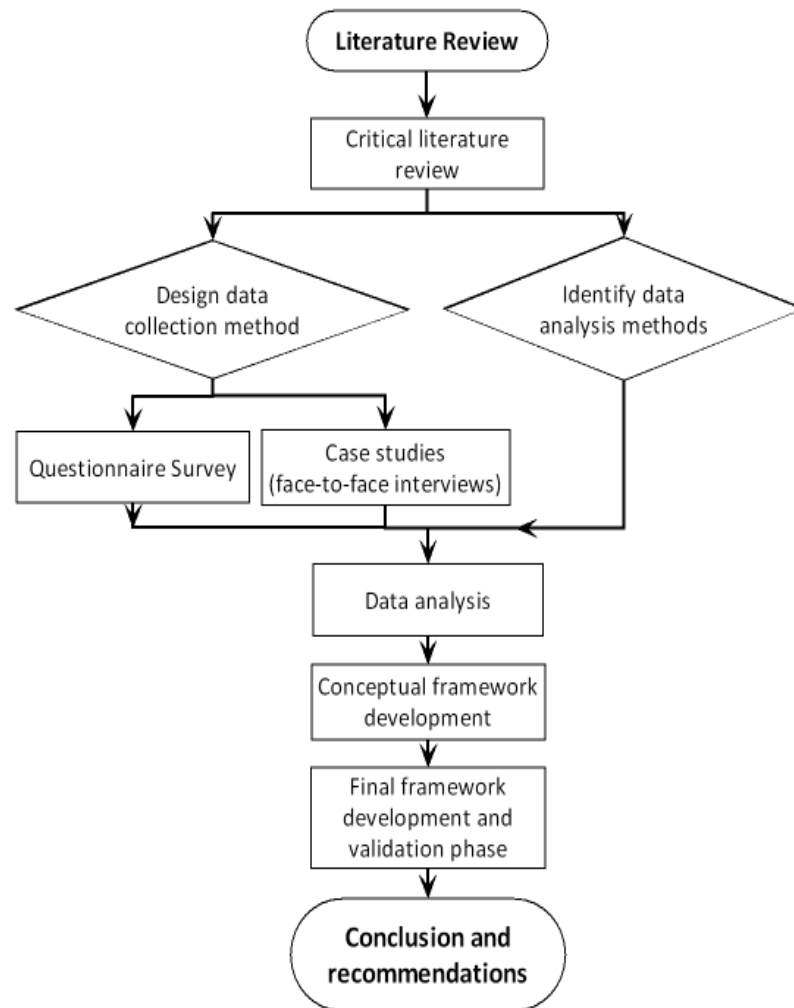 Literature Review
Critical literature
review
Design data
collection method
Identify data
analysis methods
Questionnaire Survey
Case studies
(face-to-face interviews)
Data analysis
Conceptual framework
development
Final framework
development and
validation phase
Conclusion and
recommendations